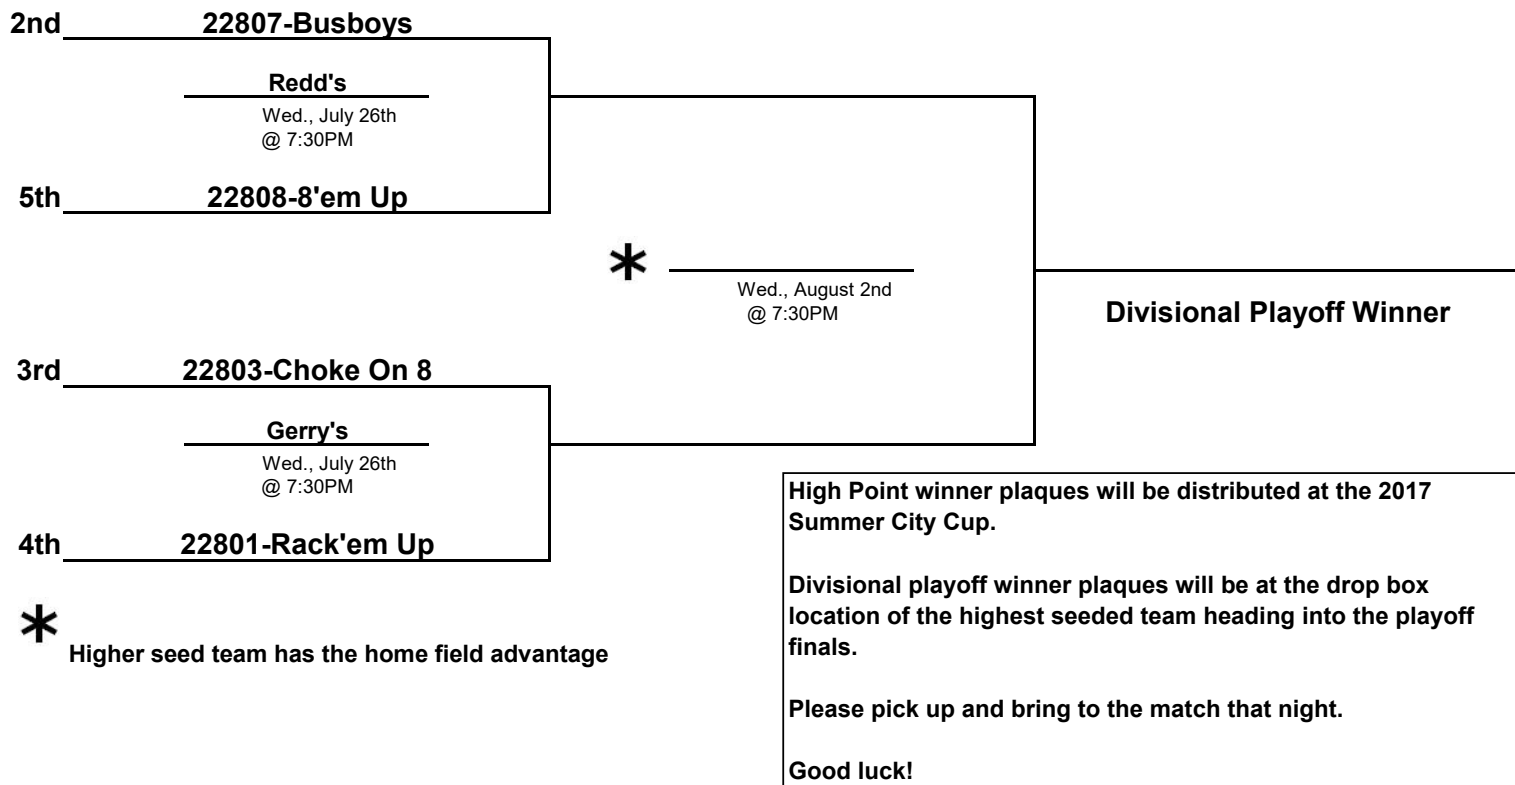 2nd 22807-Busboys
Redd's
Wed., July 26th
@ 7:30PM
5th 22808-8'em Up
*
Wed., August 2nd
@ 7:30PM
Divisional Playoff Winner
3rd 22803-Choke On 8
Gerry's
Wed., July 26th
@ 7:30PM
4th 22801-Rack'em Up
* Higher seed team has the home field advantage
High Point winner plaques will be distributed at the 2017
Summer City Cup.
Divisional playoff winner plaques will be at the drop box
location of the highest seeded team heading into the playoff
finals.
Please pick up and bring to the match that night.
Good luck!